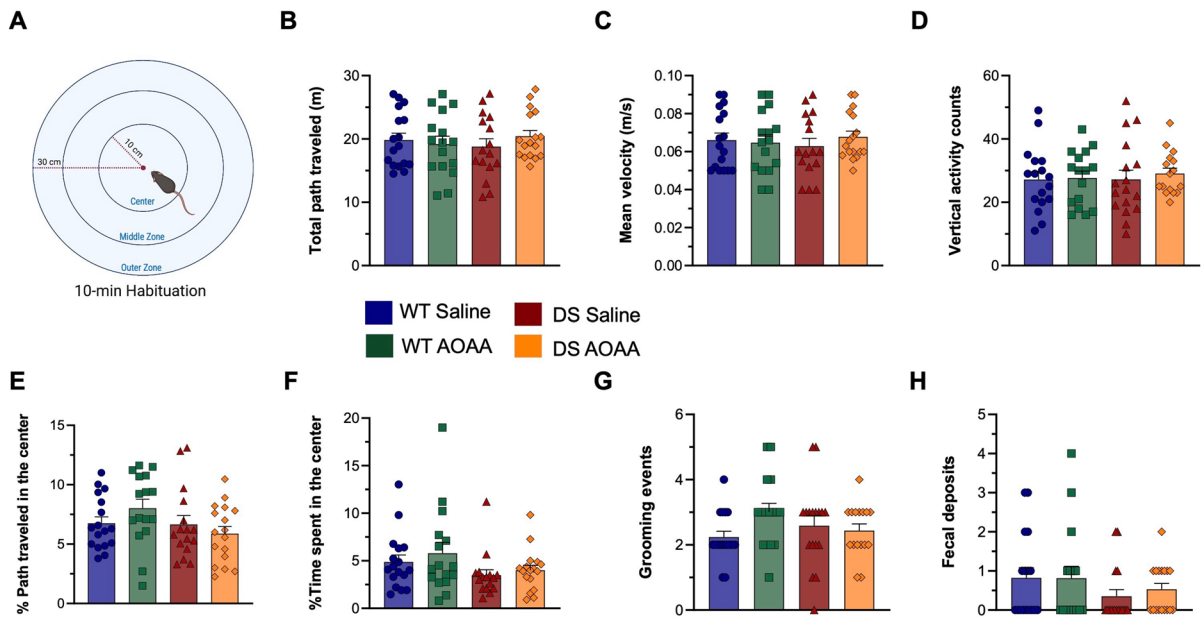 A
10 cm
30 cm
Center
Middle Zone
Outer Zone
10-min Habituation
B
Total path traveled (m)
30
20
10
0
C
Mean velocity (m/s)
0.10
0.08
0.06
0.04
0.02
0.00
D
Vertical activity counts
60
40
20
0
WT Saline
DS Saline
WT AOAA
DS AOAA
E
% Path traveled in the center
15
10
5
0
F
%Time spent in the center
20
15
10
5
0
G
Grooming events
6
4
2
0
H
Fecal deposits
5
4
3
2
1
0